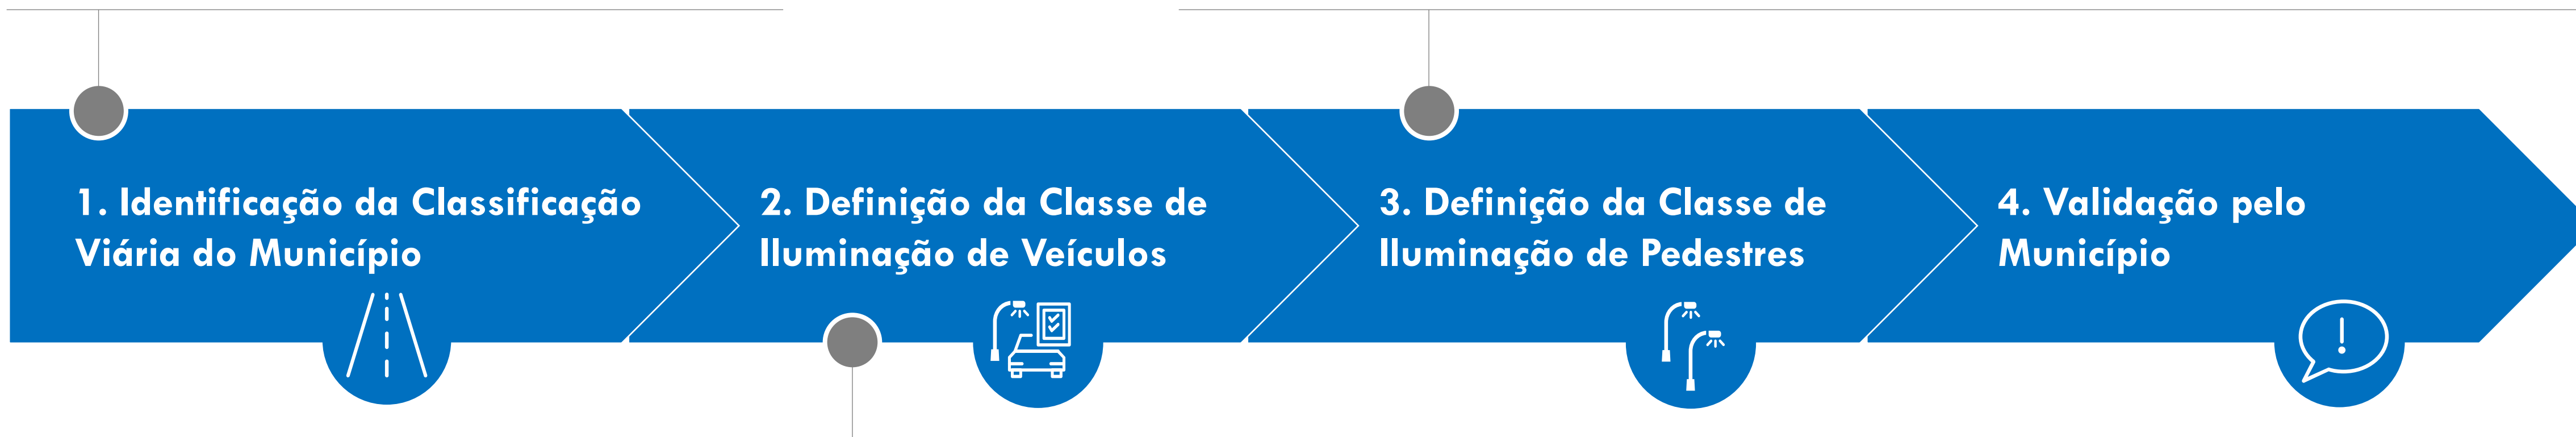 1. Identificação da Classificação
Viária do Município
2. Definição da Classe de
Iluminação de Veículos
3. Definição da Classe de
Iluminação de Pedestres
4. Validação pelo
Município